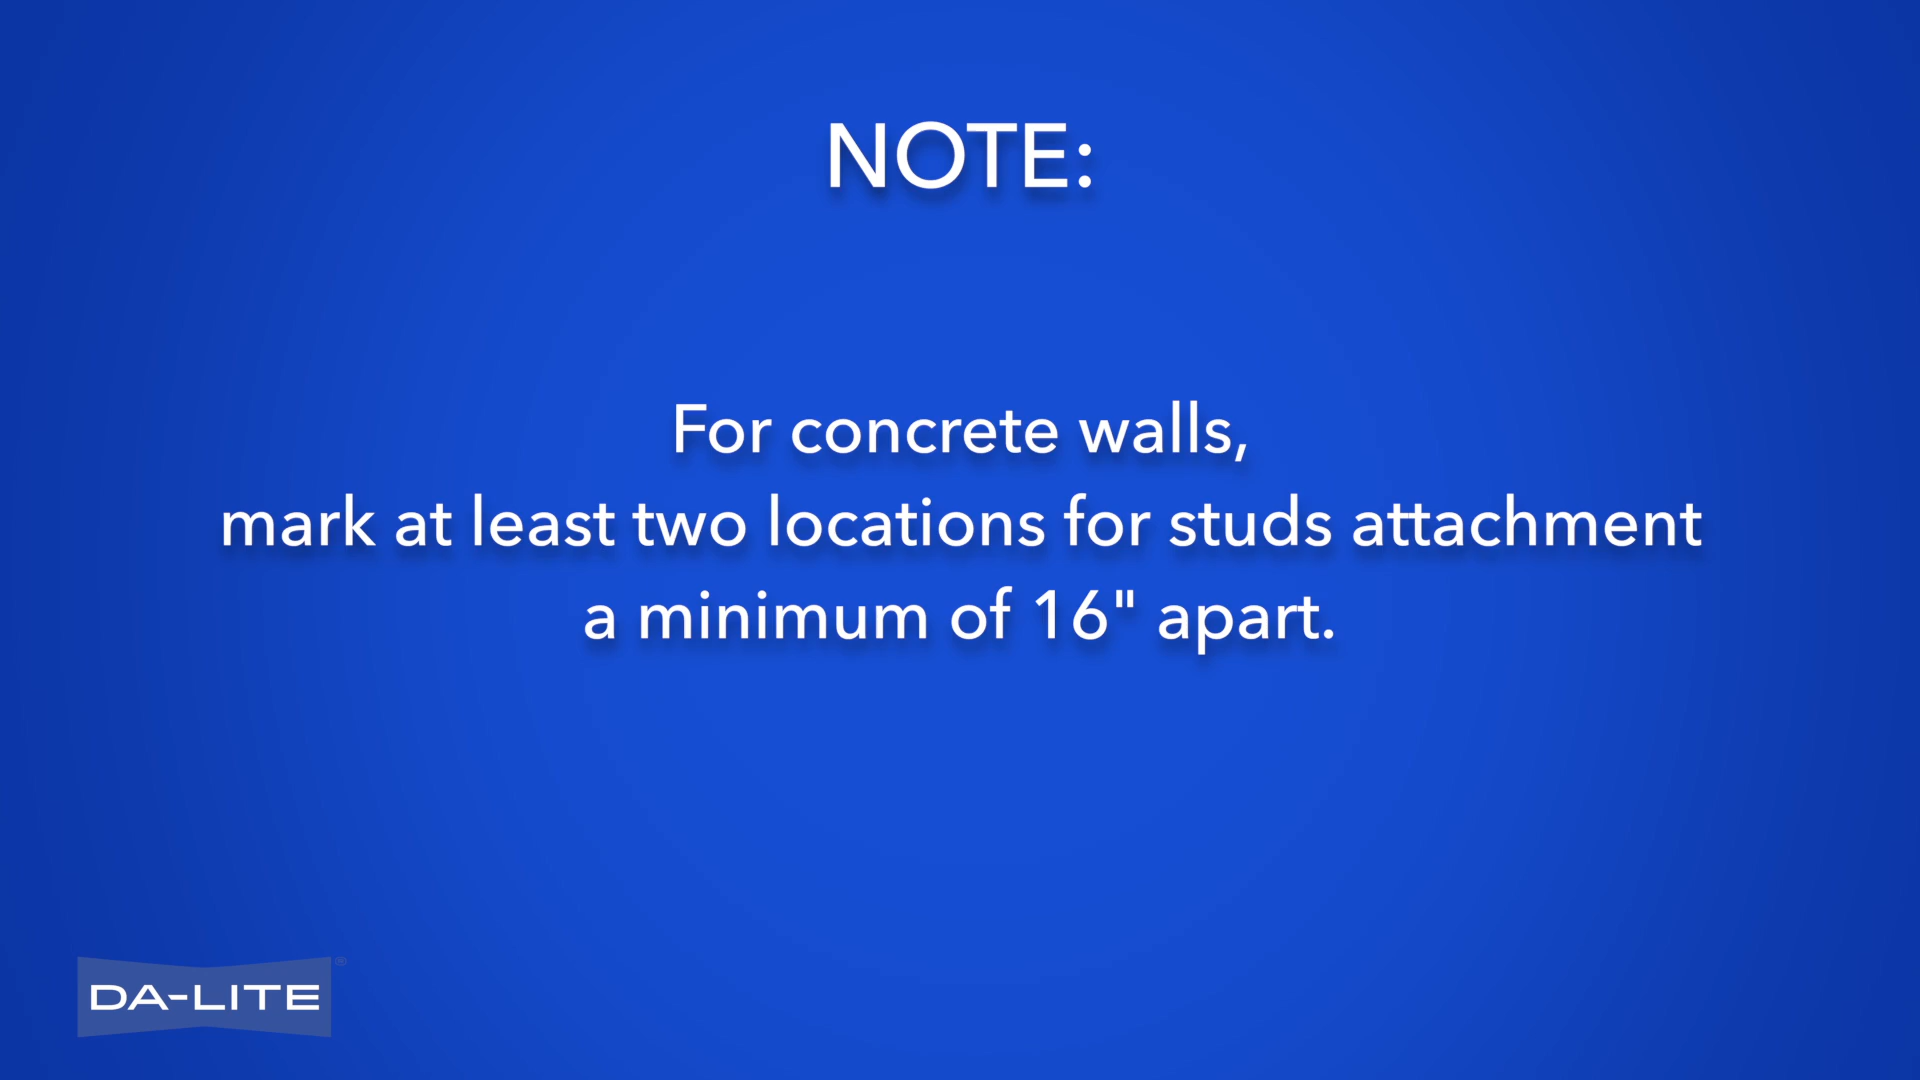 NOTE:
For concrete walls,
mark at least two locations for studs attachment
a minimum of 16" apart.
DA-LITE®